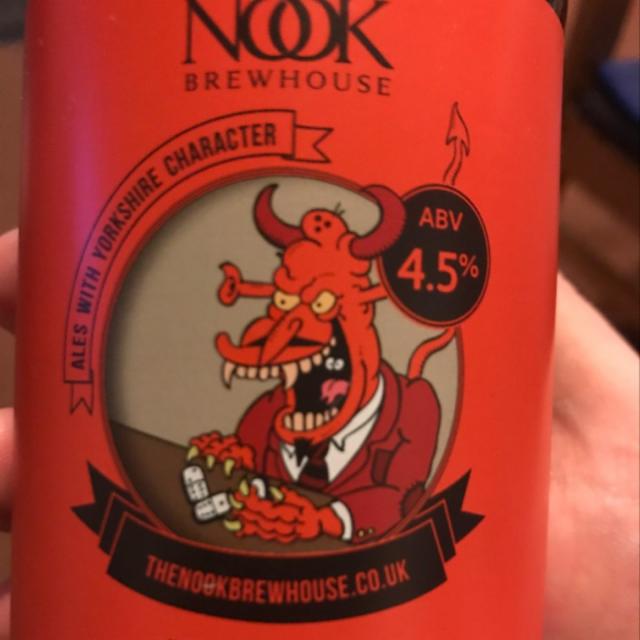 NOOK
BREWHOUSE
ALES WITH YORKSHIRE CHARACTER
ABV
4.5%
THENOOKBREWHOUSE.CO.UK